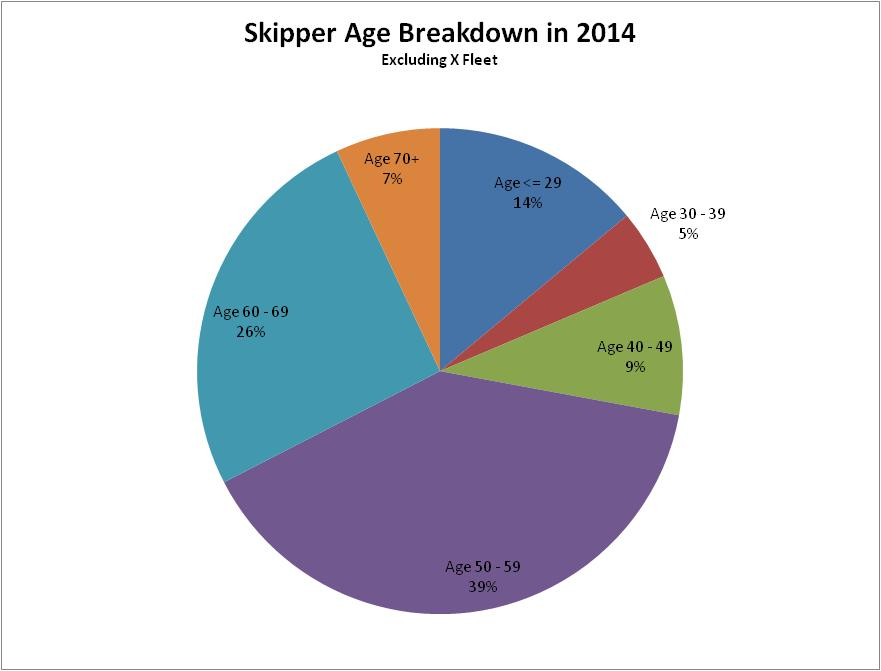 Skipper Age Breakdown in 2014
Excluding X Fleet
Age 70+
7%
Age <= 29
14%
Age 30 - 39
5%
Age 60 - 69
26%
Age 40 - 49
9%
Age 50 - 59
39%